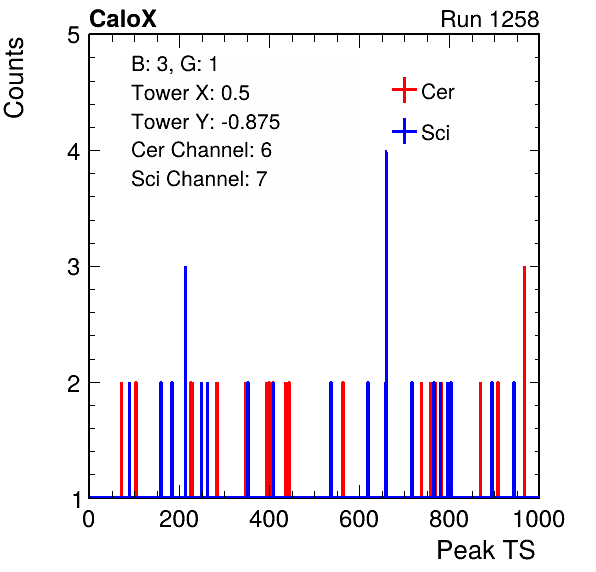 CaloX
Run 1258
Counts
B: 3, G: 1
Tower X: 0.5
Tower Y: -0.875
Cer Channel: 6
Sci Channel: 7
Cer
Sci
5
4
3
2
1
0
200
400
600
800
1000
Peak TS